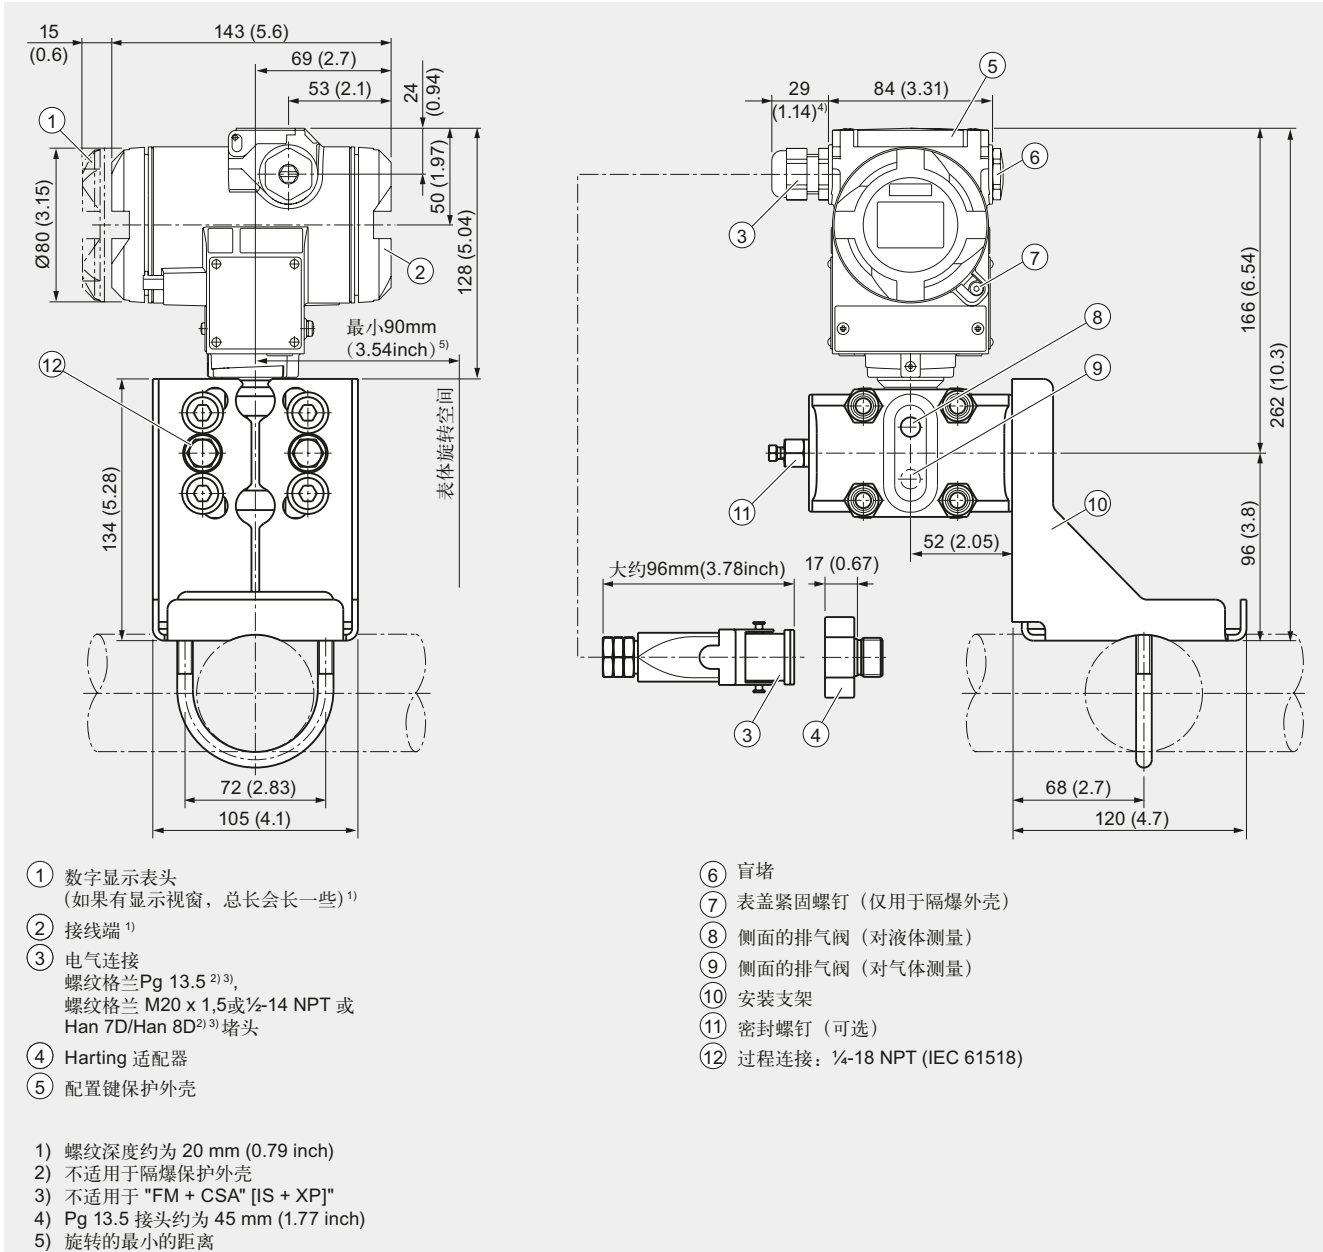 15
(0.6)
143 (5.6)
69 (2.7)
53 (2.1)
24
(0.94)
1
Ø80 (3.15)
50 (1.97)
128 (5.04)
2
最小90mm
(3.54inch) 5)
12
表体旋转空间
134 (5.28)
72 (2.83)
105 (4.1)
5
29
(1.14)4)
84 (3.31)
6
3
7
8
9
166 (6.54)
262 (10.3)
11
10
52 (2.05)
96 (3.8)
大约96mm(3.78inch)
17 (0.67)
3
4
68 (2.7)
120 (4.7)
1 数字显示表头
(如果有显示视窗，总长会长一些) 1)
2 接线端 1)
3 电气连接
螺纹格兰Pg 13.5 2) 3),
螺纹格兰 M20 x 1,5或½-14 NPT 或
Han 7D/Han 8D2) 3) 堵头
4 Harting 适配器
5 配置键保护外壳
6 盲堵
7 表盖紧固螺钉（仅用于隔爆外壳）
8 侧面的排气阀（对液体测量）
9 侧面的排气阀（对气体测量）
10 安装支架
11 密封螺钉（可选）
12 过程连接：¼-18 NPT (IEC 61518)
1) 螺纹深度约为 20 mm (0.79 inch)
2) 不适用于隔爆保护外壳
3) 不适用于 "FM + CSA" [IS + XP]"
4) Pg 13.5 接头约为 45 mm (1.77 inch)
5) 旋转的最小的距离